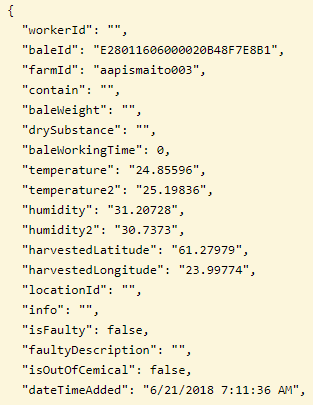 {
"workerId": "",
"baleId": "E28011606000020B48F7E8B1",
"farmId": "aapismaito003",
"contain": "",
"baleWeight": "",
"drySubstance": "",
"baleWorkingTime": 0,
"temperature": "24.85596",
"temperature2": "25.19836",
"humidity": "31.20728",
"humidity2": "30.7373",
"harvestedLatitude": "61.27979",
"harvestedLongitude": "23.99774",
"locationId": "",
"info": "",
"isFaulty": false,
"faultyDescription": "",
"isOutOfCemical": false,
"dateTimeAdded": "6/21/2018 7:11:36 AM",